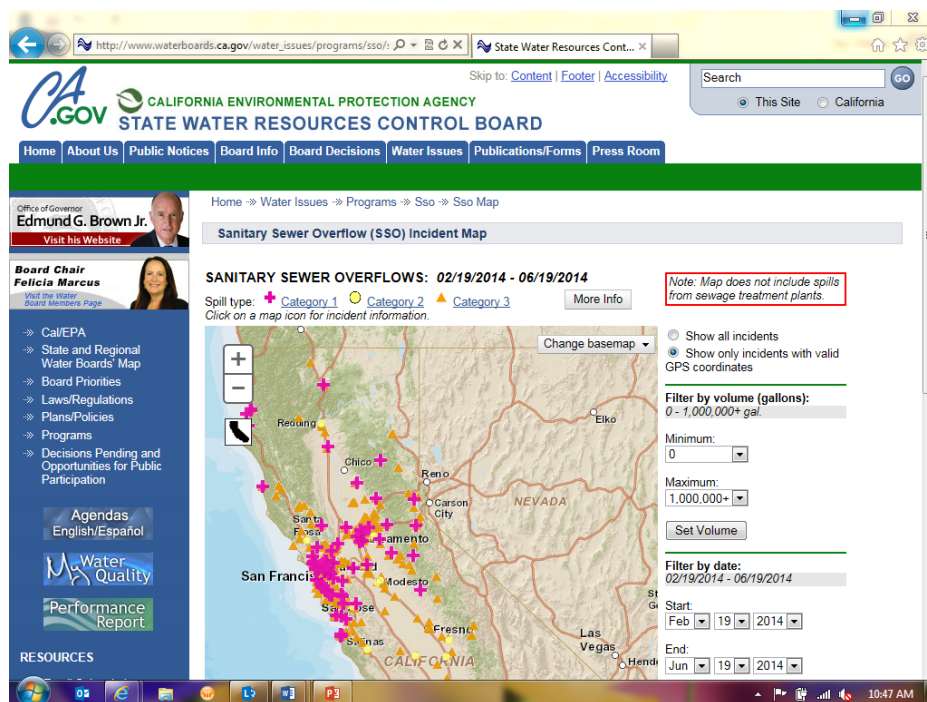 http://www.waterboards.ca.gov/water_issues/programs/sso/
State Water Resources Cont...
Skip to: Content | Footer | Accessibility
Search
GO
This Site
California
CA
.GOV
CALIFORNIA ENVIRONMENTAL PROTECTION AGENCY
STATE WATER RESOURCES CONTROL BOARD
Home
About Us
Public Notices
Board Info
Board Decisions
Water Issues
Publications/Forms
Press Room
Office of Governor
Edmund G. Brown Jr.
Visit his Website
Board Chair
Felicia Marcus
Visit the Water
Board Members Page
Cal/EPA
State and Regional
Water Boards' Map
Board Priorities
Laws/Regulations
Plans/Policies
Programs
Decisions Pending and
Opportunities for Public
Participation
Agendas
English/Español
My Water
Quality
Performance
Report
RESOURCES
Home -» Water Issues -» Programs -» Sso -» Sso Map
Sanitary Sewer Overflow (SSO) Incident Map
SANITARY SEWER OVERFLOWS: 02/19/2014 - 06/19/2014
Spill type: Category 1 Category 2 Category 3
More Info
Click on a map icon for incident information.
Change basemap
+
−
Redding
Elko
Chico
Reno
Carson
City
NEVADA
Santa
Rosa
San Francis
Modesto
Fresno
Salinas
Las
Vegas
Hende
CALIFORNIA
Note: Map does not include spills
from sewage treatment plants.
Show all incidents
Show only incidents with valid
GPS coordinates
Filter by volume (gallons):
0 - 1,000,000+ gal.
Minimum:
0
Maximum:
1,000,000+
Set Volume
Filter by date:
02/19/2014 - 06/19/2014
Start:
Feb 19 2014
End:
Jun 19 2014
10:47 AM